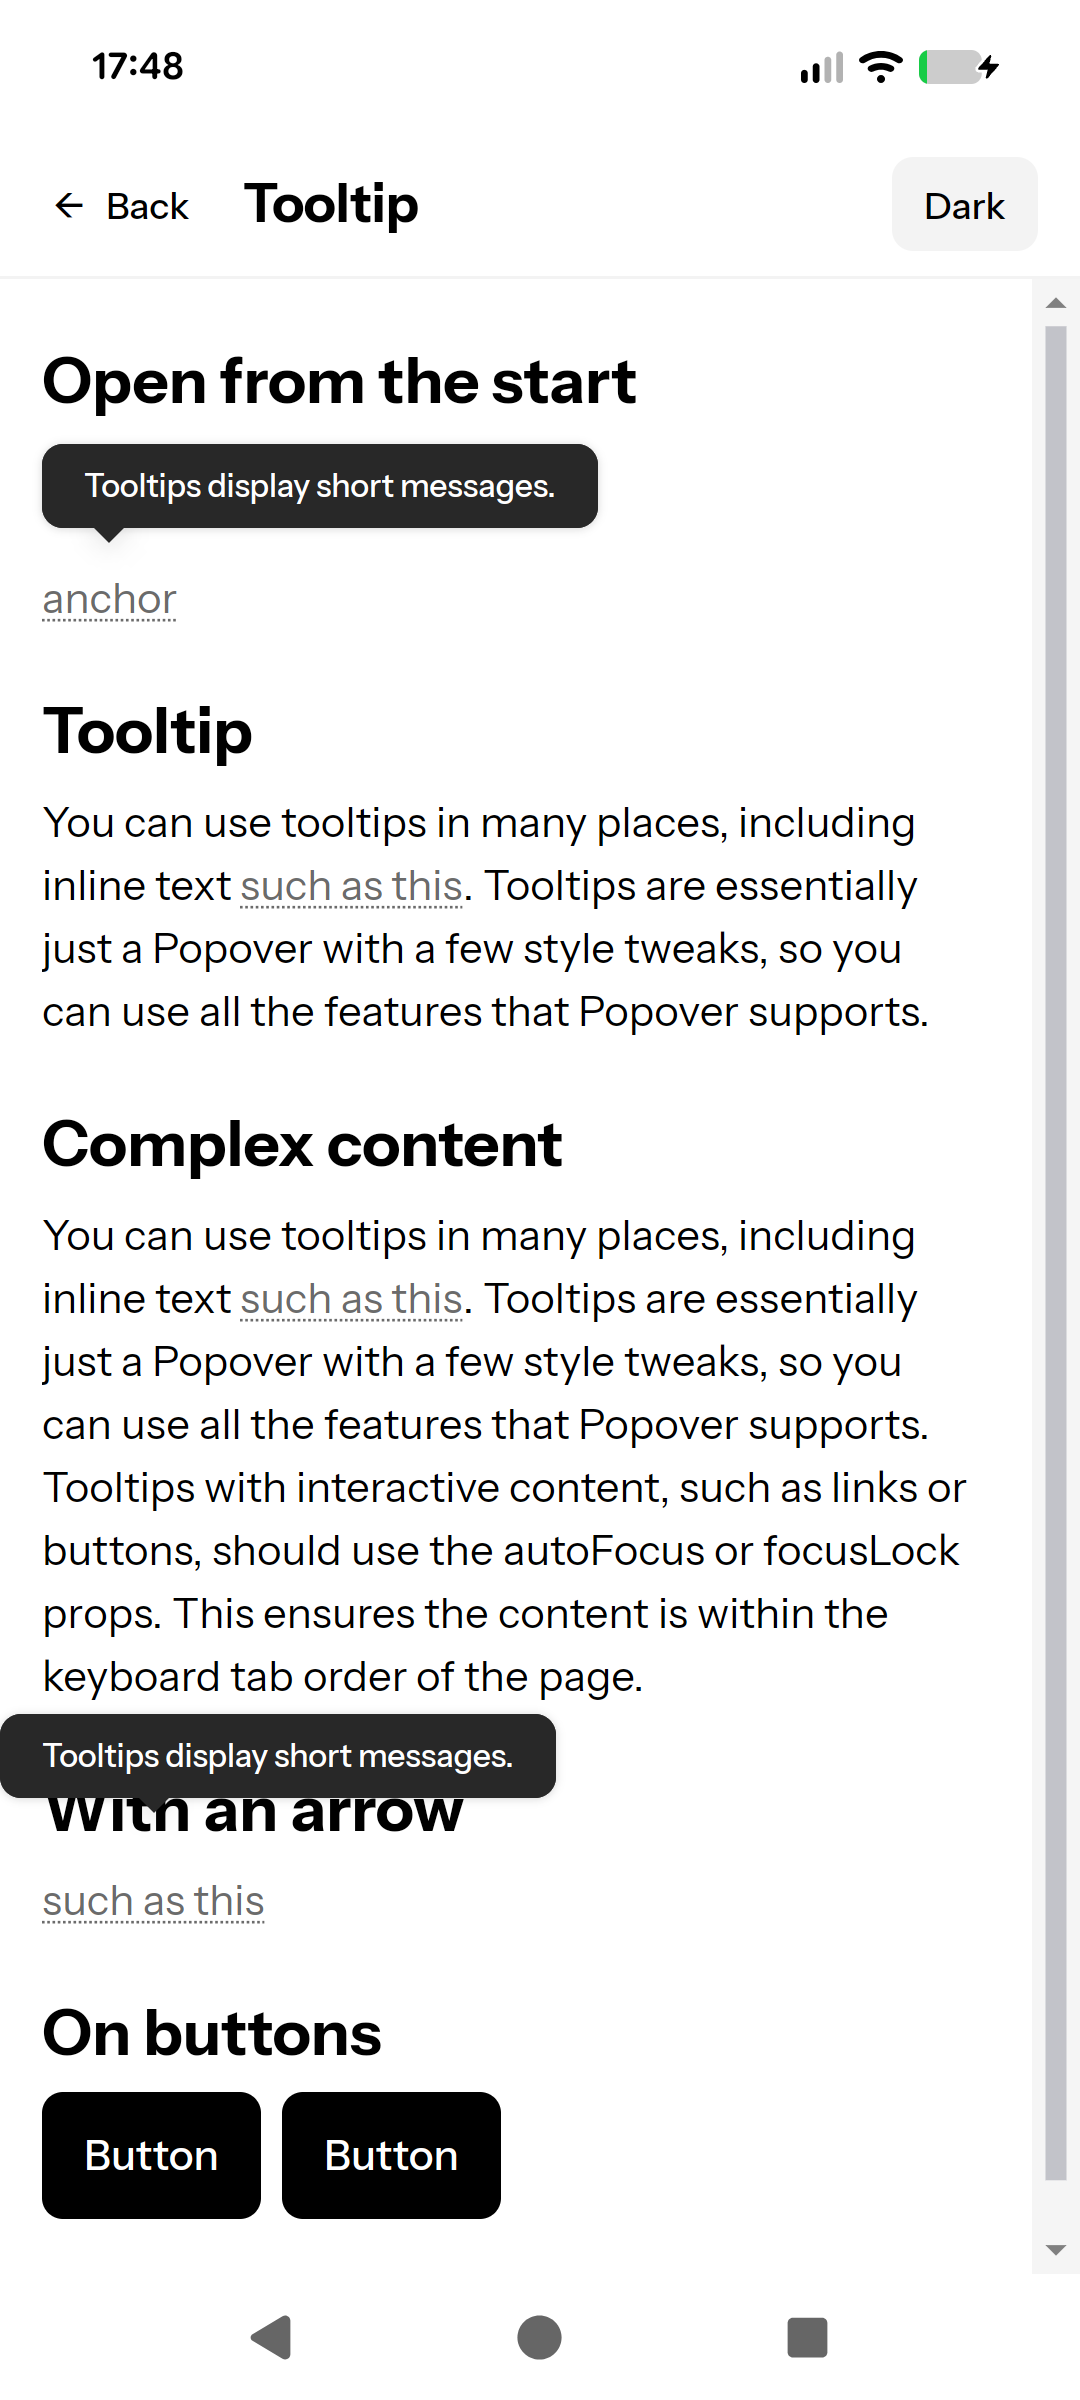 17:48
Back
Tooltip
Dark
Open from the start
Tooltips display short messages.
anchor
Tooltip
You can use tooltips in many places, including
inline text such as this. Tooltips are essentially
just a Popover with a few style tweaks, so you
can use all the features that Popover supports.
Complex content
You can use tooltips in many places, including
inline text such as this. Tooltips are essentially
just a Popover with a few style tweaks, so you
can use all the features that Popover supports.
Tooltips with interactive content, such as links or
buttons, should use the autoFocus or focusLock
props. This ensures the content is within the
keyboard tab order of the page.
Tooltips display short messages.
With an arrow
such as this
On buttons
Button
Button